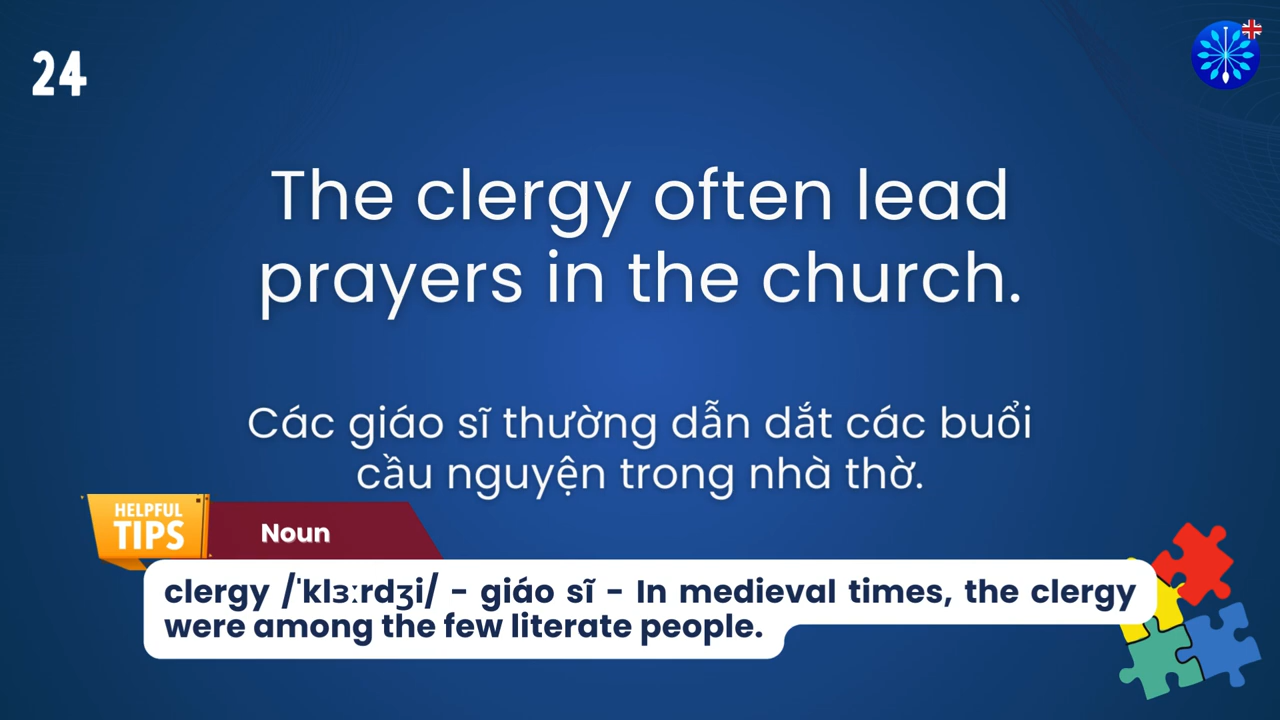 24
The clergy often lead
prayers in the church.
Các giáo sĩ thường dẫn dắt các buổi
cầu nguyện trong nhà thờ.
HELPFUL
TIPS
Noun
clergy /ˈklɜːrdʒi/ - giáo sĩ - In medieval times, the clergy
were among the few literate people.